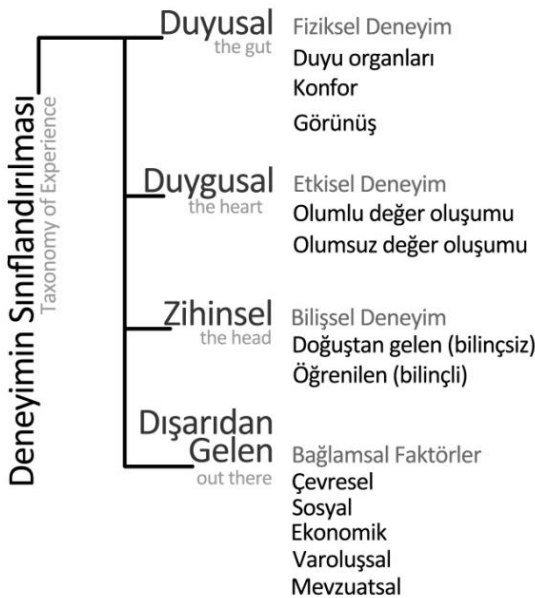 Deneyimin Sınıflandırılması
Taxonomy of Experience
Duyusal
the gut
Fiziksel Deneyim
Duyu organları
Konfor
Görünüş
Duygusal
the heart
Etkisel Deneyim
Olumlu değer oluşumu
Olumsuz değer oluşumu
Zihinsel
the head
Bilişsel Deneyim
Doğuştan gelen (bilinçsiz)
Öğrenilen (bilinçli)
Dışarıdan
Gelen
out there
Bağlamsal Faktörler
Çevresel
Sosyal
Ekonomik
Varoluşsal
Mevzuatsal